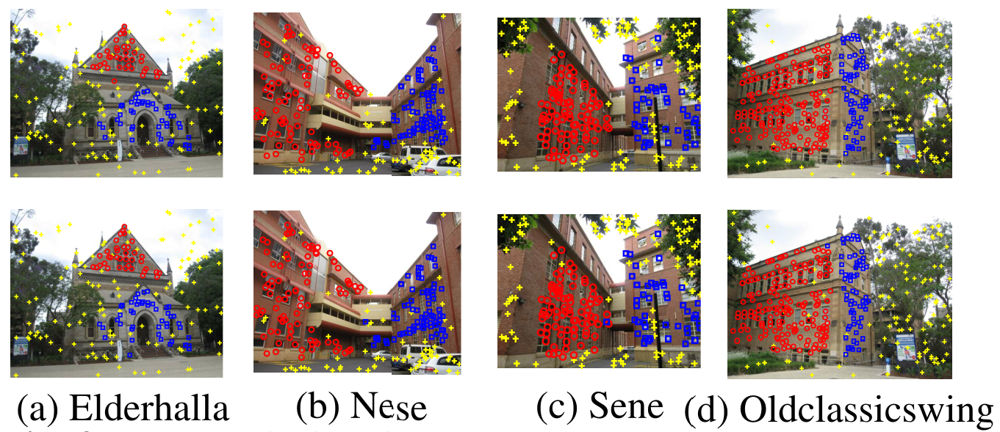 (a) Elderhalla
(b) Nese
(c) Sene
(d) Oldclassicswing